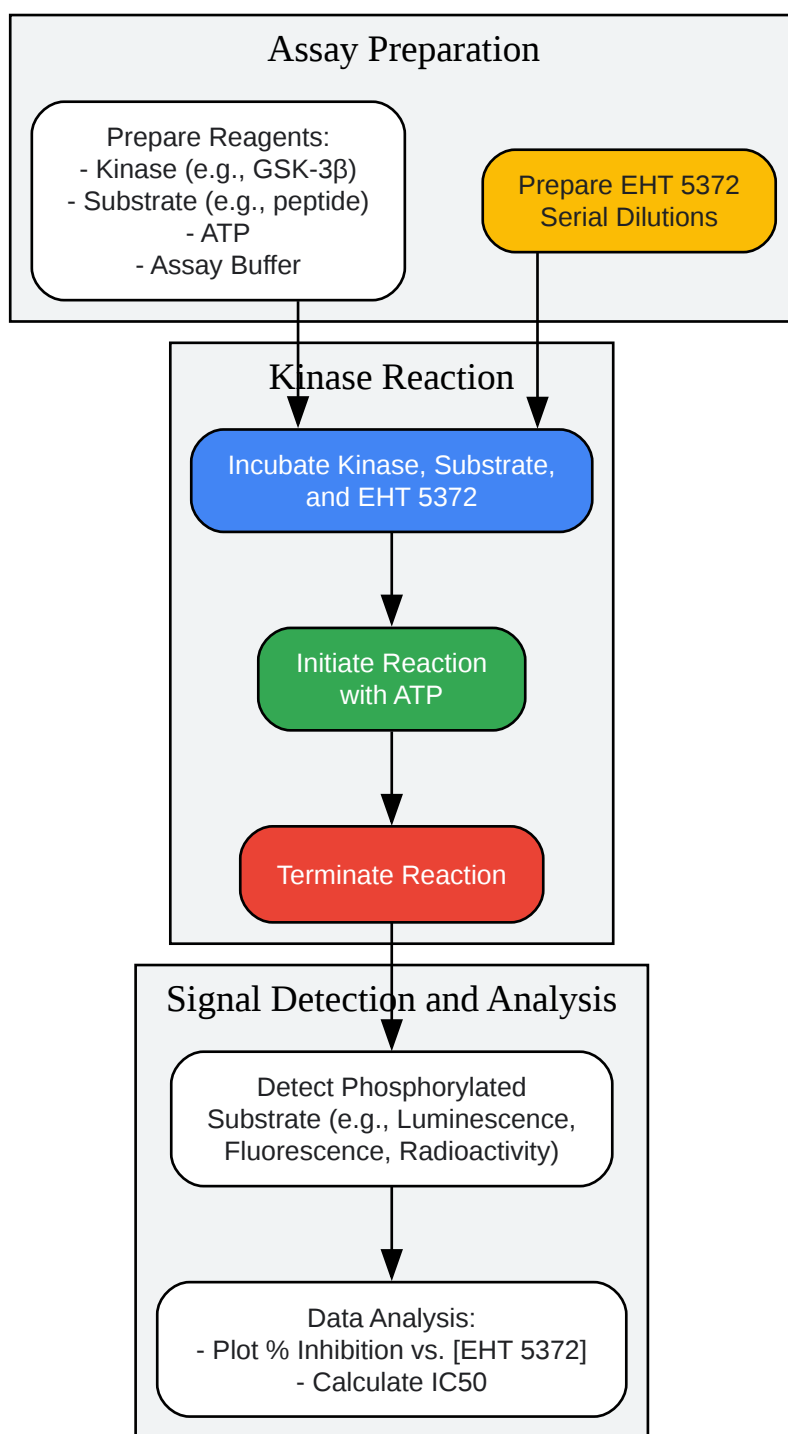 Assay Preparation
Prepare Reagents:
- Kinase (e.g., GSK-3β)
- Substrate (e.g., peptide)
- ATP
- Assay Buffer
Prepare EHT 5372
Serial Dilutions
Kinase Reaction
Incubate Kinase, Substrate,
and EHT 5372
Initiate Reaction
with ATP
Terminate Reaction
Signal Detection and Analysis
Detect Phosphorylated
Substrate (e.g., Luminescence,
Fluorescence, Radioactivity)
Data Analysis:
- Plot % Inhibition vs. [EHT 5372]
- Calculate IC50